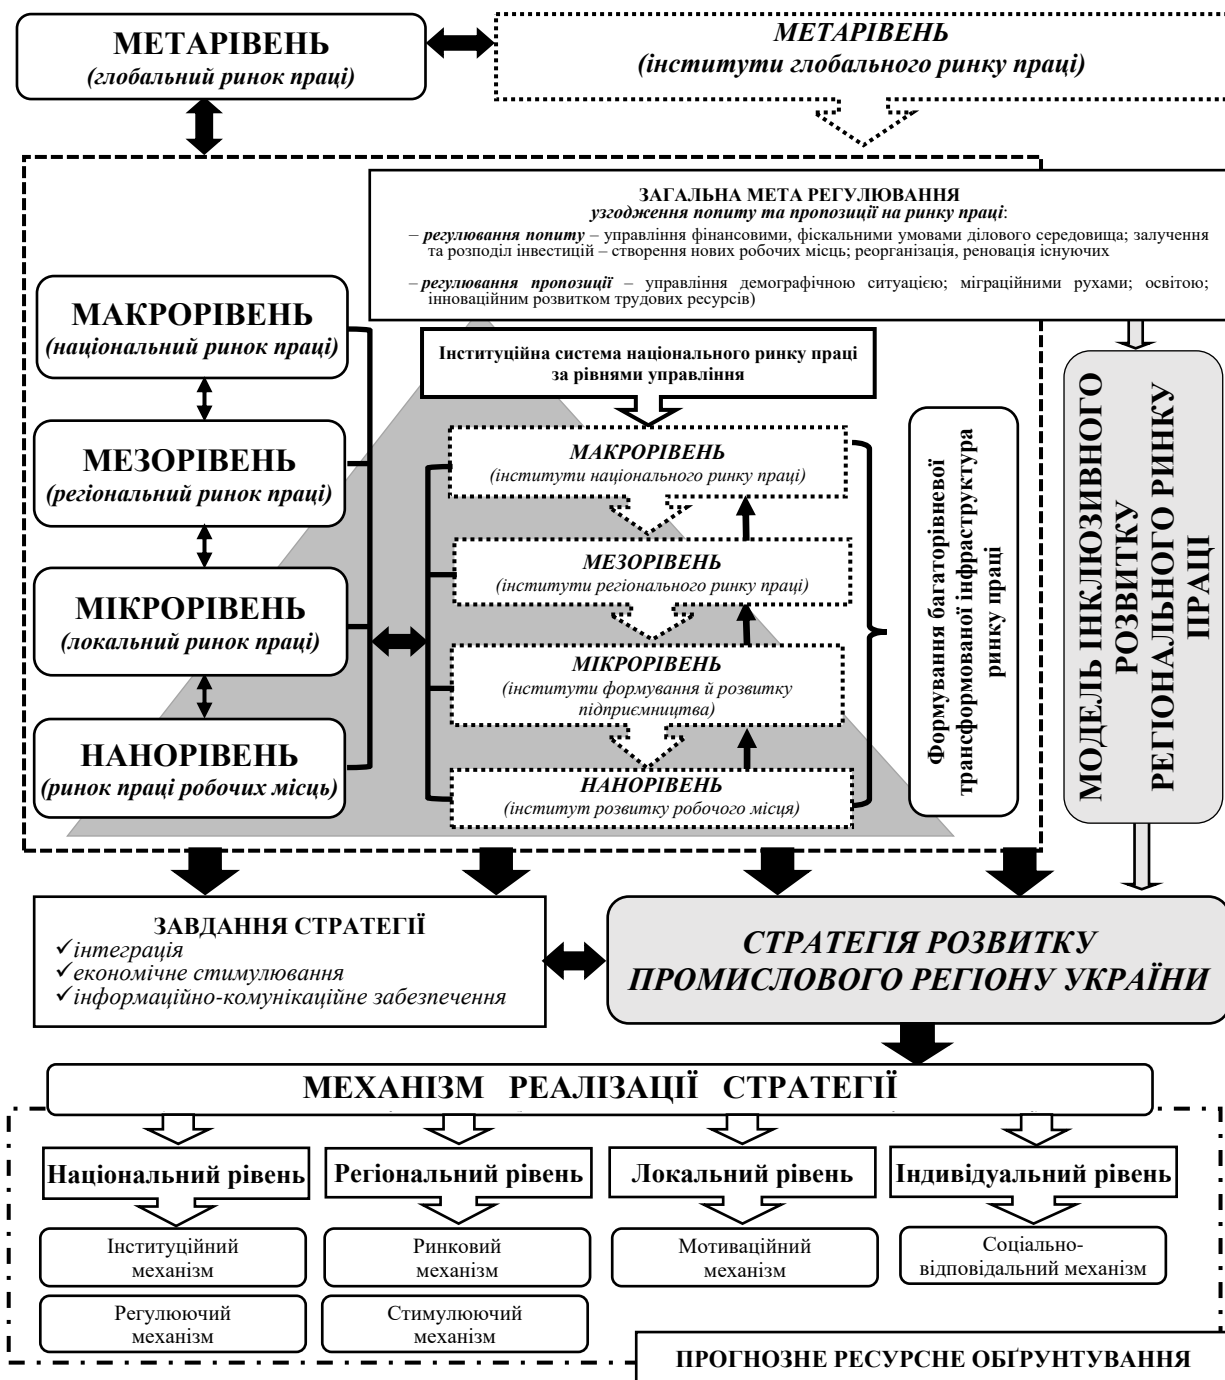 МЕТАРІВЕНЬ
(глобальний ринок праці)
МЕТАРІВЕНЬ
(інститути глобального ринку праці)
ЗАГАЛЬНА МЕТА РЕГУЛЮВАННЯ
узгодження попиту та пропозиції на ринку праці:
– регулювання попиту – управління фінансовими, фіскальними умовами ділового середовища; залучення
та розподіл інвестицій – створення нових робочих місць; реорганізація, реновація існуючих
– регулювання пропозиції – управління демографічною ситуацією; міграційними рухами; освітою;
інноваційним розвитком трудових ресурсів)
МАКРОРІВЕНЬ
(національний ринок праці)
МЕЗОРІВЕНЬ
(регіональний ринок праці)
МІКРОРІВЕНЬ
(локальний ринок праці)
НАНОРІВЕНЬ
(ринок праці робочих місць)
Інституційна система національного ринку праці
за рівнями управління
МАКРОРІВЕНЬ
(інститути національного ринку праці)
МЕЗОРІВЕНЬ
(інститути регіонального ринку праці)
МІКРОРІВЕНЬ
(інститути формування й розвитку
підприємництва)
НАНОРІВЕНЬ
(інститут розвитку робочого місця)
Формування багаторівневої
трансформованої інфраструктура
ринку праці
МОДЕЛЬ ІНКЛЮЗИВНОГО
РОЗВИТКУ
РЕГІОНАЛЬНОГО РИНКУ
ПРАЦІ
ЗАВДАННЯ СТРАТЕГІЇ
✓інтеграція
✓економічне стимулювання
✓інформаційно-комунікаційне забезпечення
СТРАТЕГІЯ РОЗВИТКУ
ПРОМИСЛОВОГО РЕГІОНУ УКРАЇНИ
МЕХАНІЗМ РЕАЛІЗАЦІЇ СТРАТЕГІЇ
Національний рівень
Регіональний рівень
Локальний рівень
Індивідуальний рівень
Інституційний
механізм
Ринковий
механізм
Мотиваційний
механізм
Соціально-
відповідальний механізм
Регулюючий
механізм
Стимулюючий
механізм
ПРОГНОЗНЕ РЕСУРСНЕ ОБҐРУНТУВАННЯ